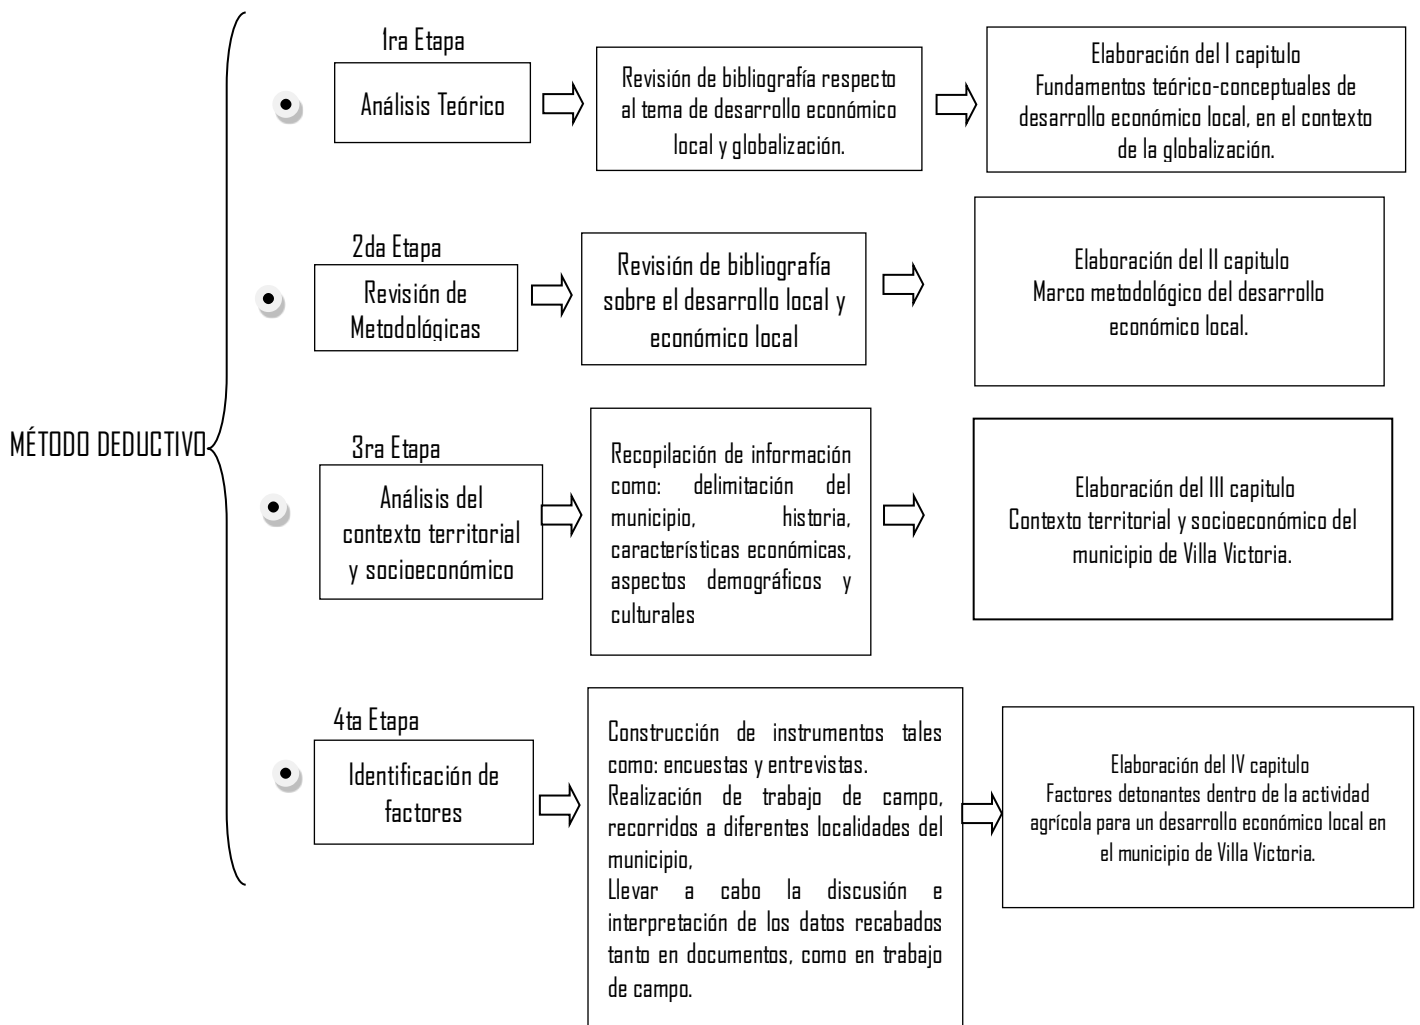 MÉTODO DEDUCTIVO
1ra Etapa
Análisis Teórico
Revisión de bibliografía respecto
al tema de desarrollo económico
local y globalización.
Elaboración del I capitulo
Fundamentos teórico-conceptuales de
desarrollo económico local, en el contexto
de la globalización.
2da Etapa
Revisión de
Metodológicas
Revisión de bibliografía
sobre el desarrollo local y
económico local
Elaboración del II capitulo
Marco metodológico del desarrollo
económico local.
3ra Etapa
Análisis del
contexto territorial
y socioeconómico
Recopilación de información
como: delimitación del
municipio, historia,
características económicas,
aspectos demográficos y
culturales
Elaboración del III capitulo
Contexto territorial y socioeconómico del
municipio de Villa Victoria.
4ta Etapa
Identificación de
factores
Construcción de instrumentos tales
como: encuestas y entrevistas.
Realización de trabajo de campo,
recorridos a diferentes localidades del
municipio,
Llevar a cabo la discusión e
interpretación de los datos recabados
tanto en documentos, como en trabajo
de campo.
Elaboración del IV capitulo
Factores detonantes dentro de la actividad
agrícola para un desarrollo económico local en
el municipio de Villa Victoria.